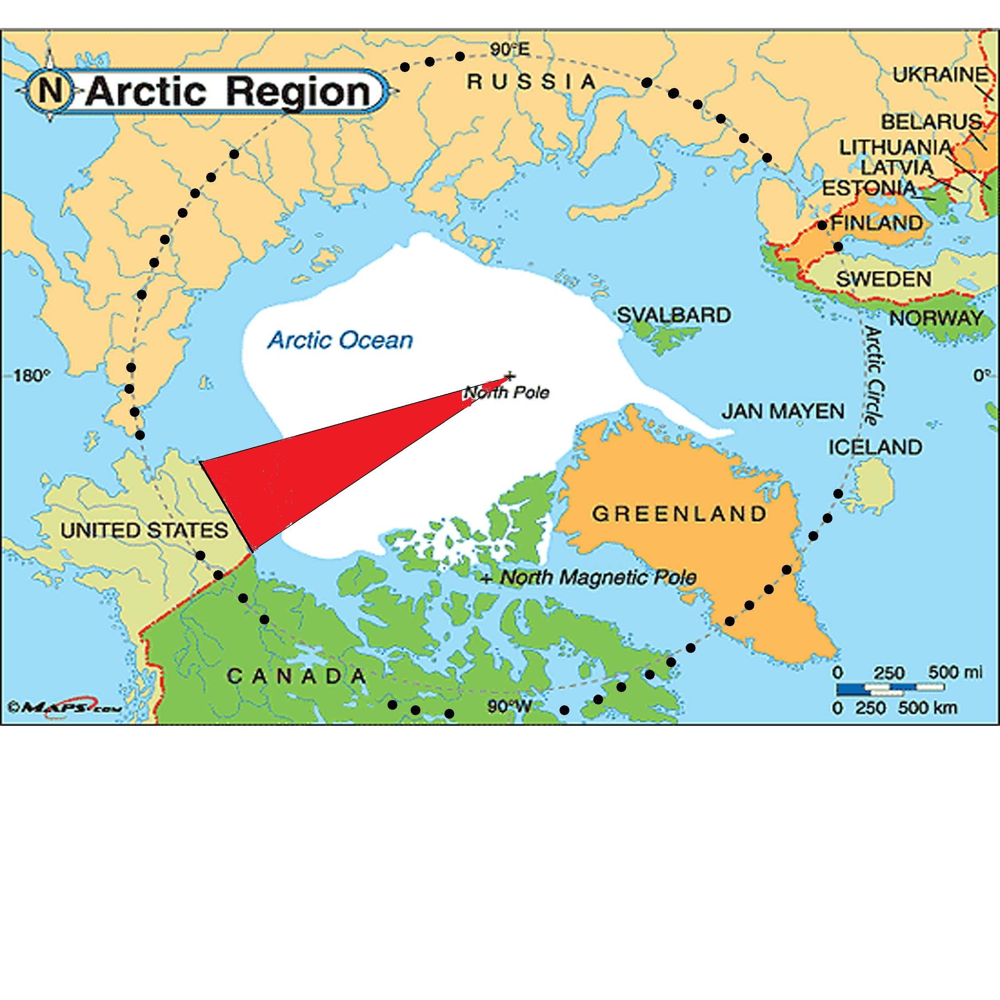 90°E
N Arctic Region
RUSSIA
UKRAINE
BELARUS
LITHUANIA
LATVIA
ESTONIA
FINLAND
SWEDEN
SVALBARD
NORWAY
Arctic Ocean
Arctic Circle
180°
North Pole
0°
JAN MAYEN
ICELAND
GREENLAND
UNITED STATES
+ North Magnetic Pole
CANADA
0 250 500 mi
0 250 500 km
90°W
©MAPS.COM